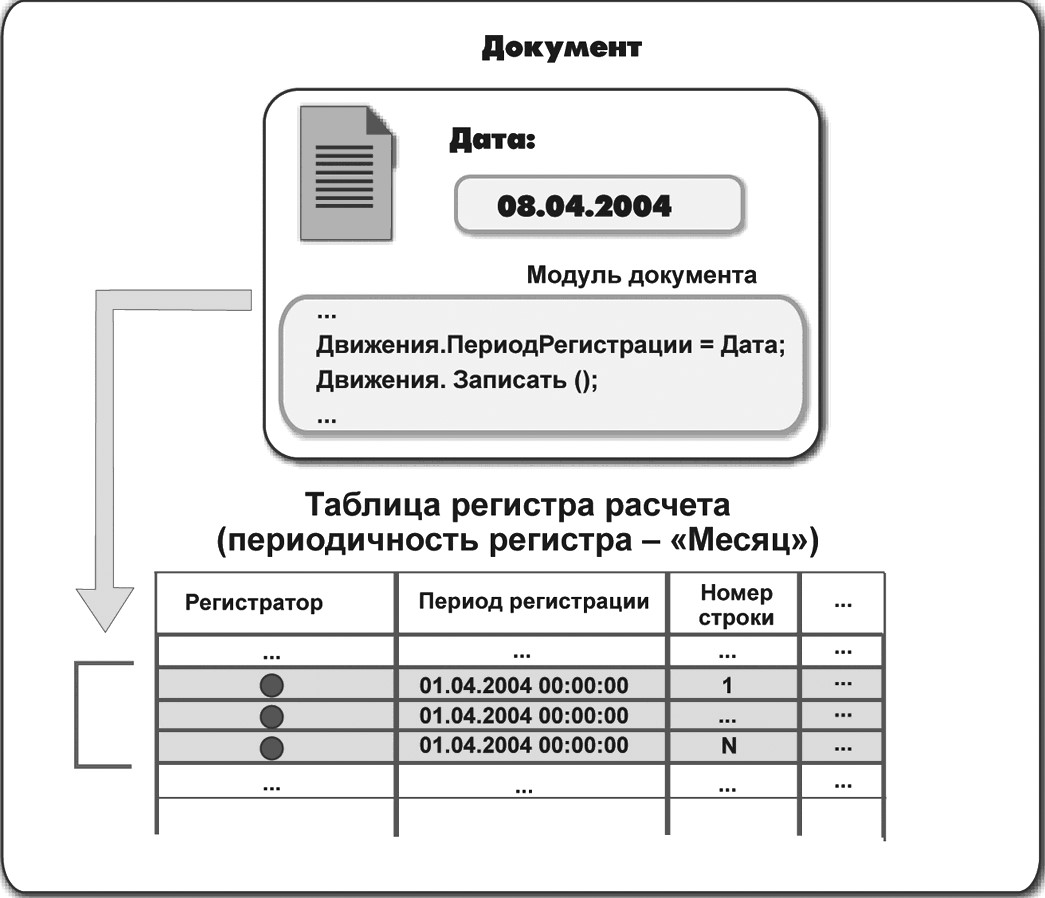 Документ
Дата:
08.04.2004
Модуль документа
...
Движения.ПериодРегистрации = Дата;
Движения. Записать ();
...
Таблица регистра расчета
(периодичность регистра – «Месяц»)
Регистратор Период регистрации Номер строки ...
... ... ... ...
01.04.2004 00:00:00 1 ...
01.04.2004 00:00:00 ... ...
01.04.2004 00:00:00 N ...
... ... ... ...